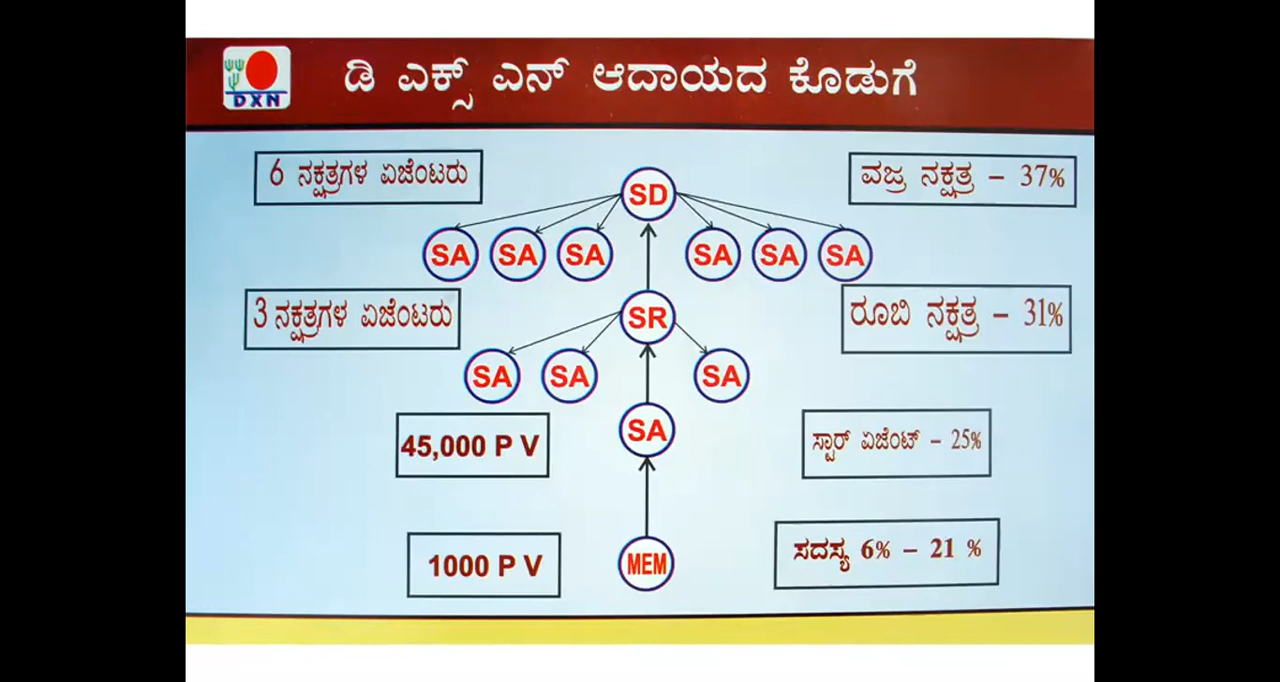 DXN
ಡಿ ಎಕ್ಸ್ ಎನ್ ಆದಾಯದ ಕೊಡುಗೆ
6 ನಕ್ಷತ್ರಗಳ ಏಜೆಂಟರು
SD
ವಜ್ರ ನಕ್ಷತ್ರ – 37%
SA SA SA SA SA SA
3 ನಕ್ಷತ್ರಗಳ ಏಜೆಂಟರು
SR
ರೂಬಿ ನಕ್ಷತ್ರ – 31%
SA SA SA
45,000 P V
SA
ಸ್ಟಾರ್ ಏಜೆಂಟ್ – 25%
1000 P V
MEM
ಸದಸ್ಯ 6% – 21 %